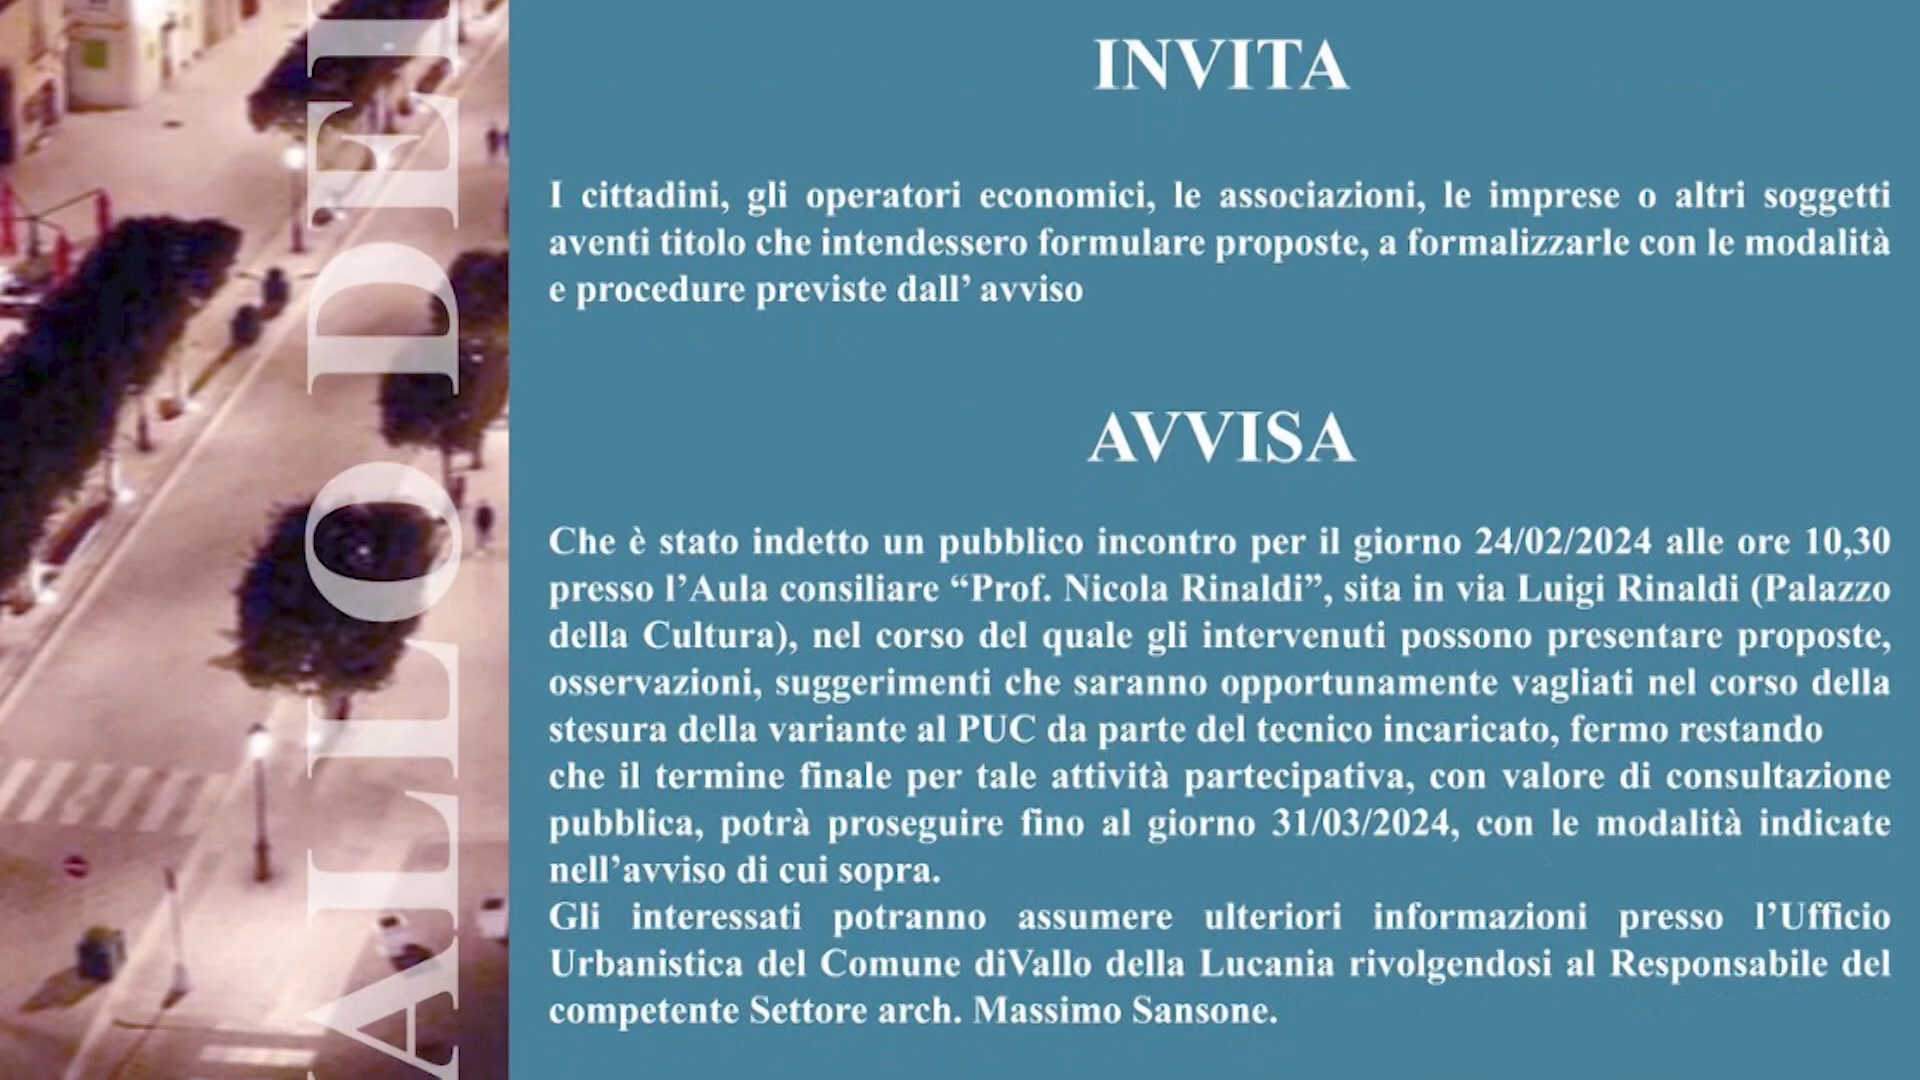 ALLO DEL
INVITA
I cittadini, gli operatori economici, le associazioni, le imprese o altri soggetti
aventi titolo che intendessero formulare proposte, a formalizzarle con le modalità
e procedure previste dall’ avviso
AVVISA
Che è stato indetto un pubblico incontro per il giorno 24/02/2024 alle ore 10,30
presso l’Aula consiliare “Prof. Nicola Rinaldi”, sita in via Luigi Rinaldi (Palazzo
della Cultura), nel corso del quale gli intervenuti possono presentare proposte,
osservazioni, suggerimenti che saranno opportunamente vagliati nel corso della
stesura della variante al PUC da parte del tecnico incaricato, fermo restando
che il termine finale per tale attività partecipativa, con valore di consultazione
pubblica, potrà proseguire fino al giorno 31/03/2024, con le modalità indicate
nell’avviso di cui sopra.
Gli interessati potranno assumere ulteriori informazioni presso l’Ufficio
Urbanistica del Comune diVallo della Lucania rivolgendosi al Responsabile del
competente Settore arch. Massimo Sansone.